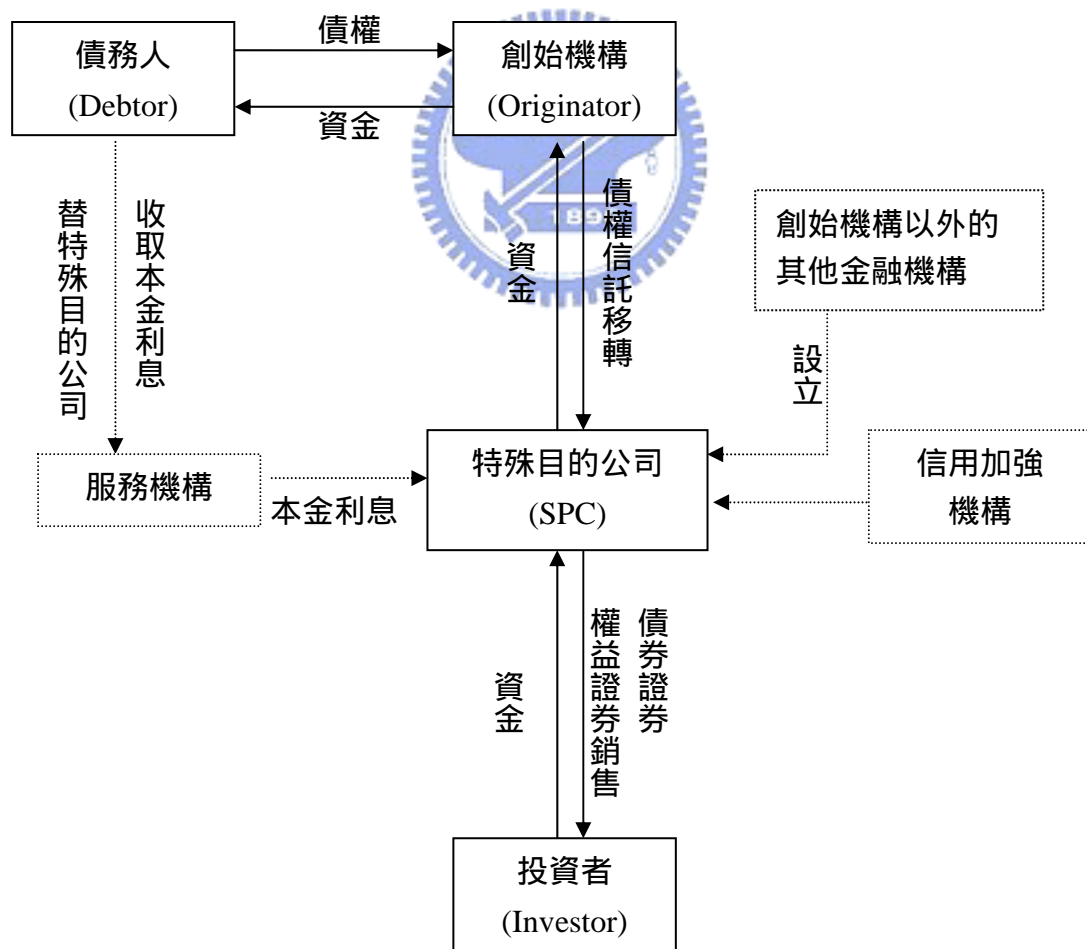 債務人
(Debtor)
債權
資金
創始機構
(Originator)
189
替特殊目的公司
收取本金利息
資金
債權信託移轉
創始機構以外的
其他金融機構
設立
服務機構
本金利息
特殊目的公司
(SPC)
信用加強
機構
資金
債券證券
權益證券銷售
投資者
(Investor)